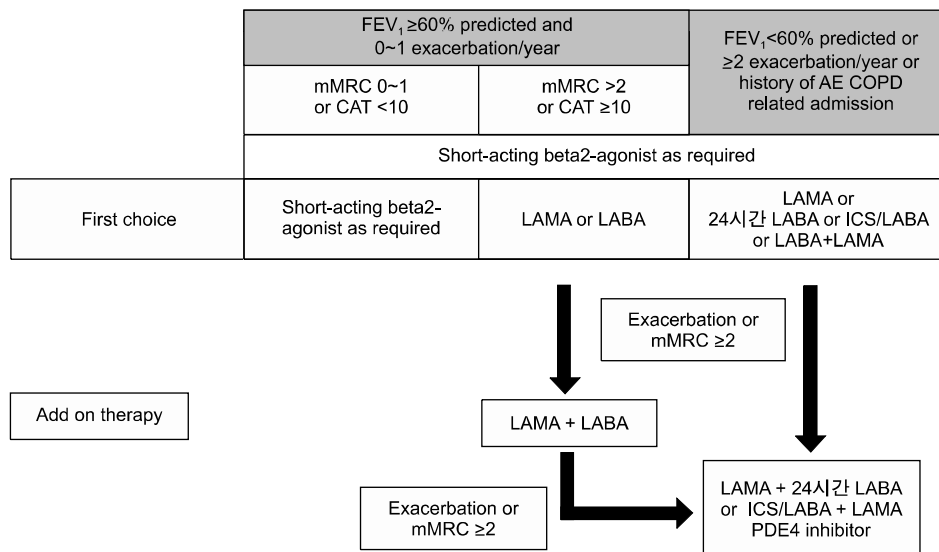 FEV₁ ≥60% predicted and
0~1 exacerbation/year
FEV₁<60% predicted or
≥2 exacerbation/year or
history of AE COPD
related admission
mMRC 0~1
or CAT <10
mMRC >2
or CAT ≥10
Short-acting beta2-agonist as required
First choice
Short-acting beta2-
agonist as required
LAMA or LABA
LAMA or
24시간 LABA or ICS/LABA
or LABA+LAMA
Exacerbation or
mMRC ≥2
Add on therapy
LAMA + LABA
Exacerbation or
mMRC ≥2
LAMA + 24시간 LABA
or ICS/LABA + LAMA
PDE4 inhibitor